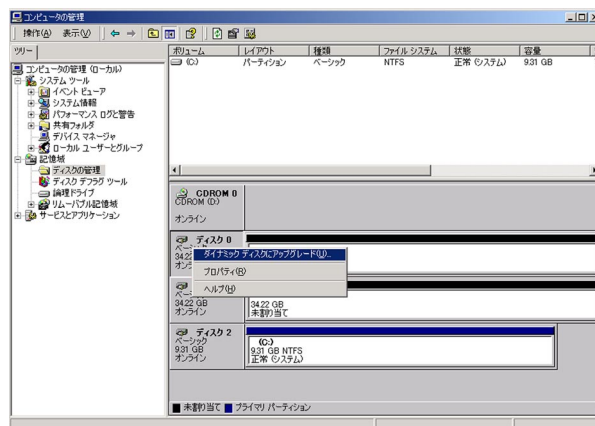 コンピュータの管理
操作(A) 表示(V)
ツリー
コンピュータの管理 (ローカル)
システム ツール
イベント ビューア
システム情報
パフォーマンス ログと警告
共有フォルダ
デバイス マネージャ
ローカル ユーザーとグループ
記憶域
ディスクの管理
ディスク デフラグ ツール
論理ドライブ
リムーバブル記憶域
サービスとアプリケーション
ボリューム レイアウト 種類 ファイル システム 状態 容量
(C:) パーティション ベーシック NTFS 正常 (システム) 9.31 GB
CDROM 0
CDROM (D:)
オンライン
ディスク 0
ベーシック
34.22
オンラ
ダイナミック ディスクにアップグレード(U)...
プロパティ(R)
ヘルプ(H)
34.22 GB
オンライン
34.22 GB
未割り当て
ディスク 2
ベーシック
9.31 GB
オンライン
(C:)
9.31 GB NTFS
正常 (システム)
未割り当て プライマリ パーティション